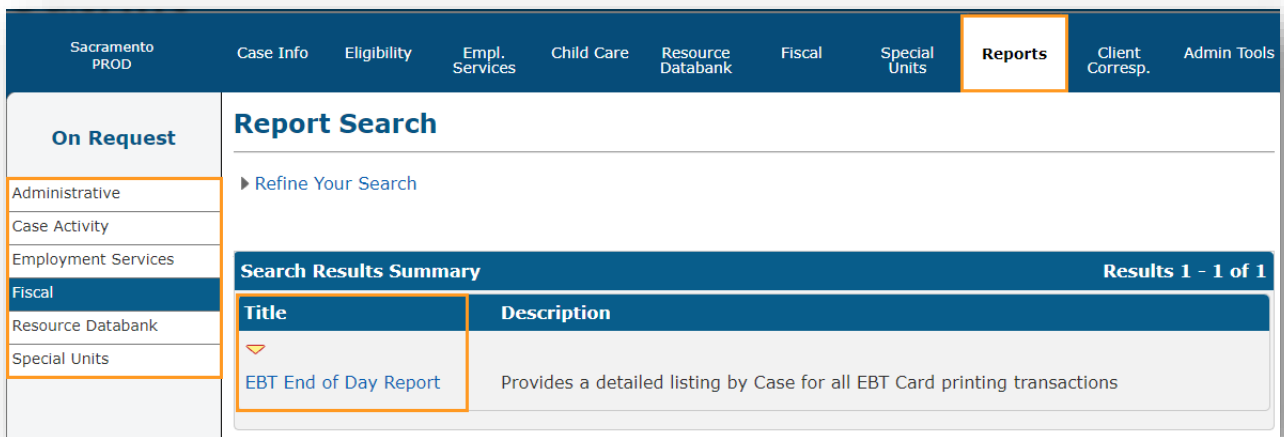 Sacramento
PROD
Case Info
Eligibility
Empl.
Services
Child Care
Resource
Databank
Fiscal
Special
Units
Reports
Client
Corresp.
Admin Tools
On Request
Administrative
Case Activity
Employment Services
Fiscal
Resource Databank
Special Units
Report Search
Refine Your Search
Search Results Summary Results 1 - 1 of 1
Title Description
EBT End of Day Report Provides a detailed listing by Case for all EBT Card printing transactions